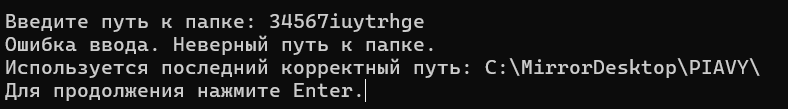 Введите путь к папке: 34567iuytrhge
Ошибка ввода. Неверный путь к папке.
Используется последний корректный путь: C:\MirrorDesktop\PIAVY\
Для продолжения нажмите Enter.